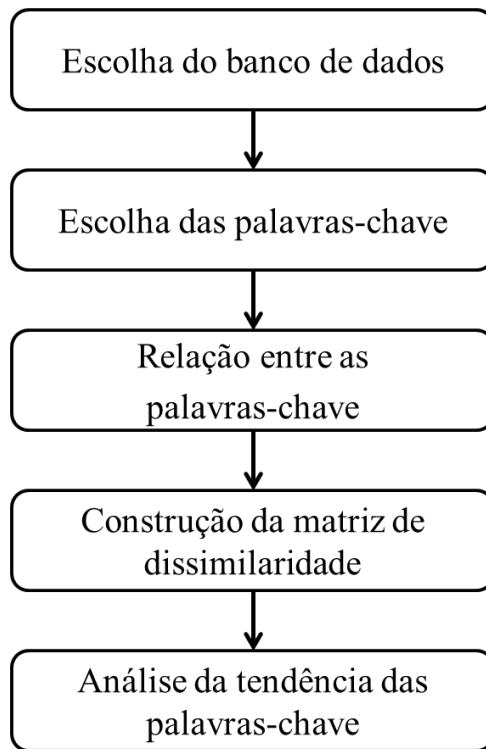 Escolha do banco de dados
Escolha das palavras-chave
Relação entre as
palavras-chave
Construção da matriz de
dissimilaridade
Análise da tendência das
palavras-chave